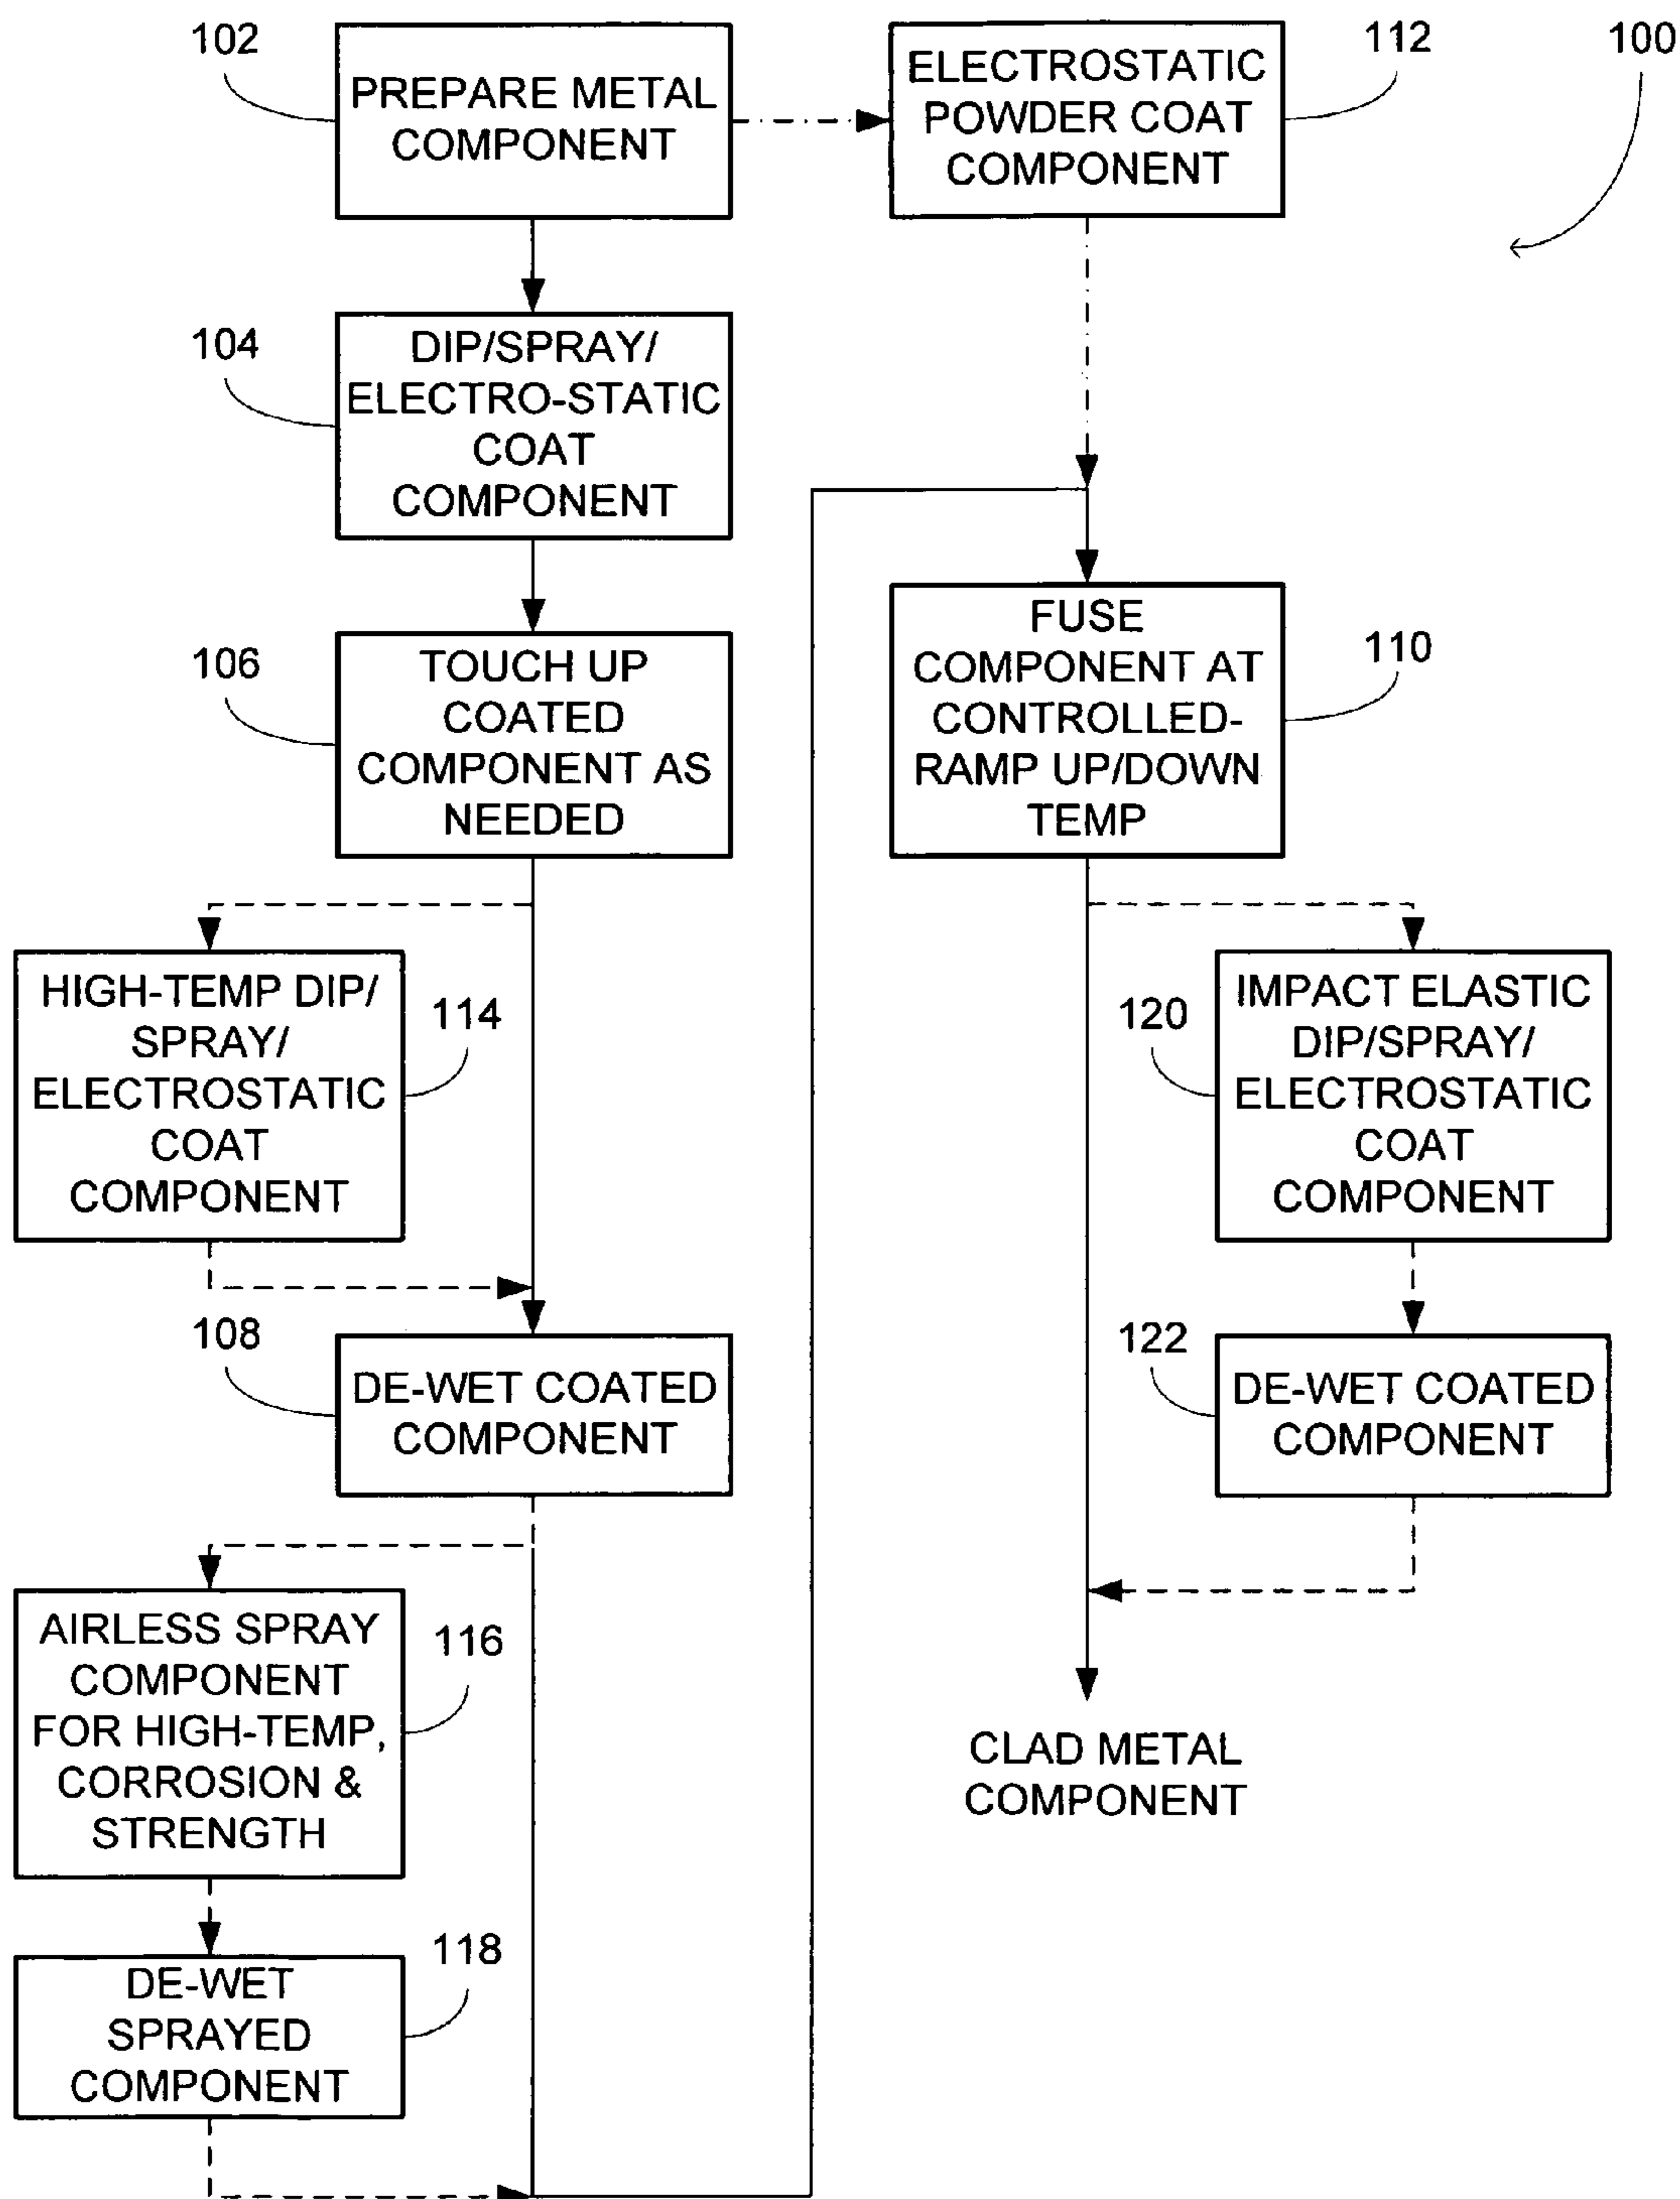 102
PREPARE METAL
COMPONENT
ELECTROSTATIC
POWDER COAT
COMPONENT
112
100
104
DIP/SPRAY/
ELECTRO-STATIC
COAT
COMPONENT
106
TOUCH UP
COATED
COMPONENT AS
NEEDED
FUSE
COMPONENT AT
CONTROLLED-
RAMP UP/DOWN
TEMP
110
HIGH-TEMP DIP/
SPRAY/
ELECTROSTATIC
COAT
COMPONENT
114
120
IMPACT ELASTIC
DIP/SPRAY/
ELECTROSTATIC
COAT
COMPONENT
108
DE-WET COATED
COMPONENT
122
DE-WET COATED
COMPONENT
AIRLESS SPRAY
COMPONENT
FOR HIGH-TEMP,
CORROSION &
STRENGTH
116
CLAD METAL
COMPONENT
DE-WET
SPRAYED
COMPONENT
118